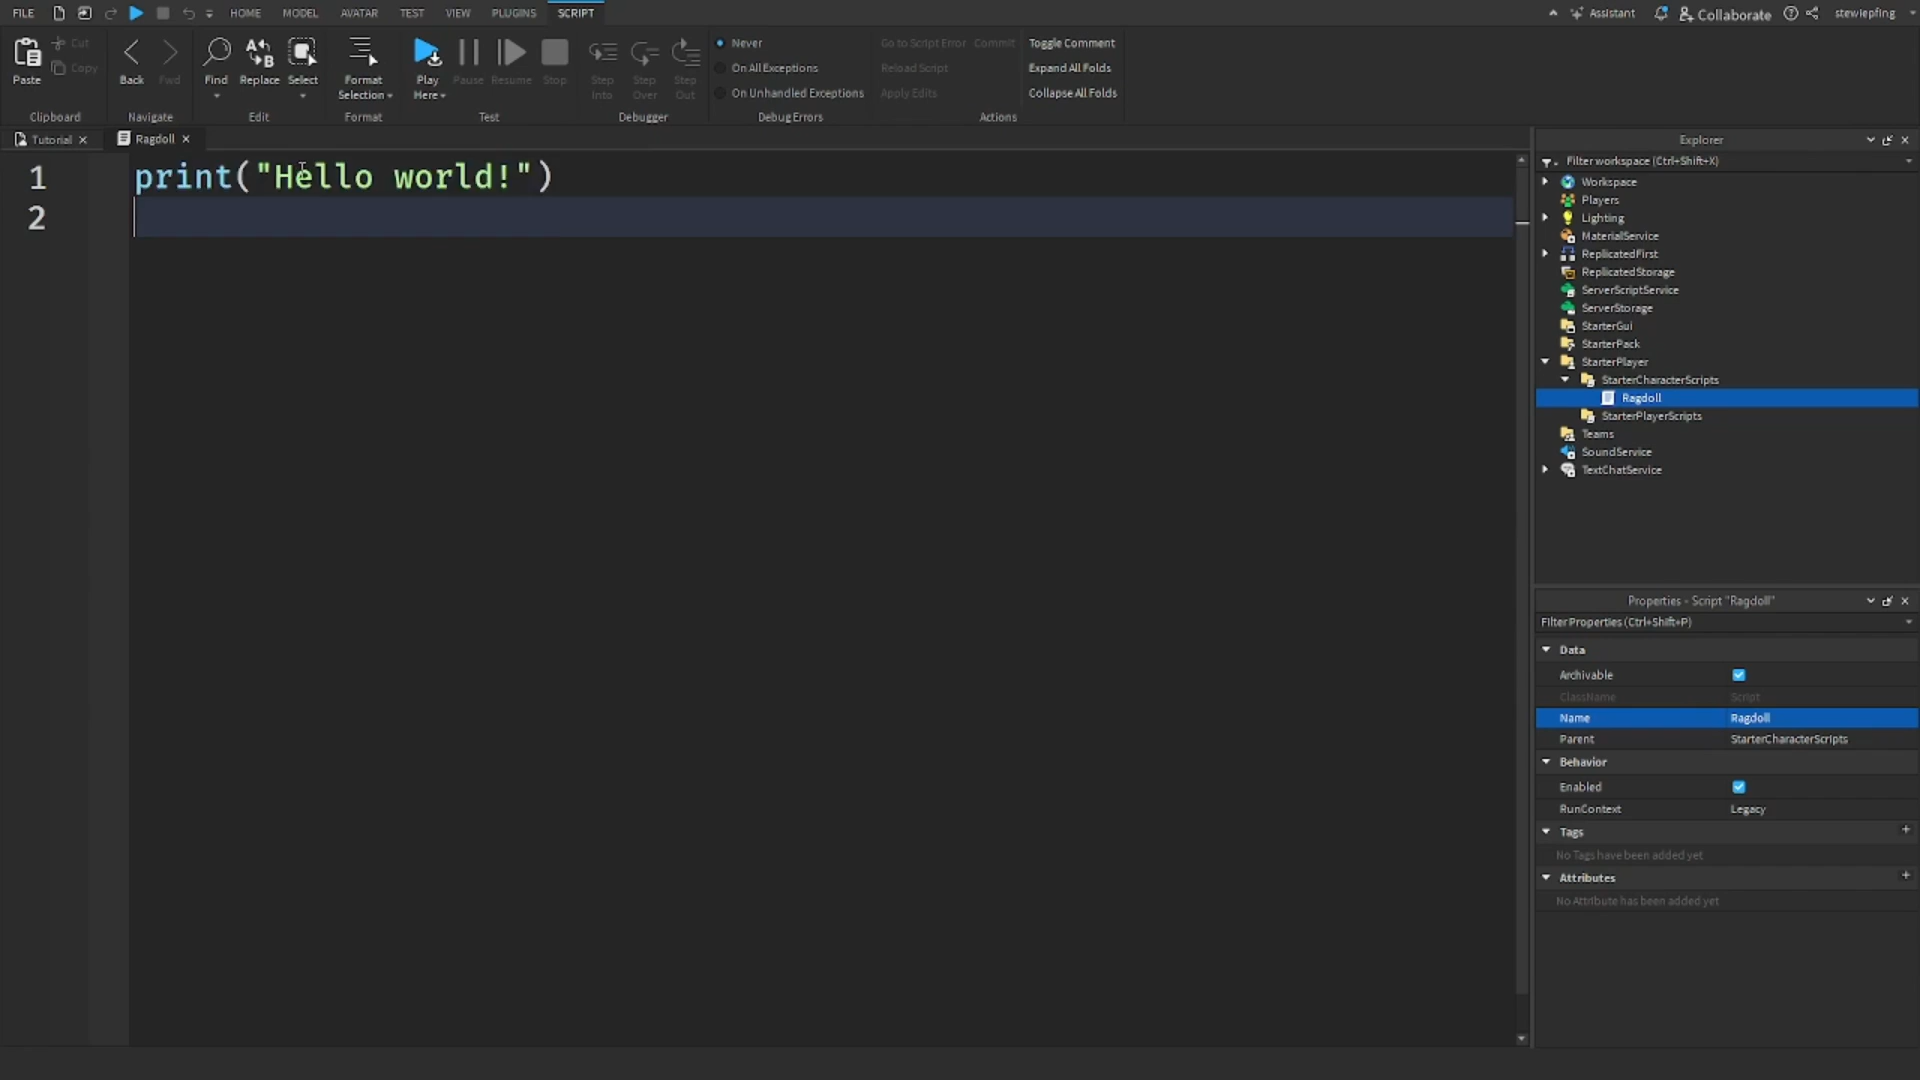 FILE HOME MODEL AVATAR TEST VIEW PLUGINS SCRIPT Assistant Collaborate stewiepfing
Paste Cut Copy
Clipboard
Back Fwd
Navigate
Find Replace Select
Edit
Format Selection
Format
Play Here Pause Resume Stop
Test
Step Into Step Over Step Out
Debugger
Never
On All Exceptions
On Unhandled Exceptions
Debug Errors
Go to Script Error Commit
Reload Script
Apply Edits
Toggle Comment
Expand All Folds
Collapse All Folds
Actions
Tutorial Ragdoll
1 print("Hello world!")
2
Explorer
Filter workspace (Ctrl+Shift+X)
Workspace
Players
Lighting
MaterialService
ReplicatedFirst
ReplicatedStorage
ServerScriptService
ServerStorage
StarterGui
StarterPack
StarterPlayer
StarterCharacterScripts
Ragdoll
StarterPlayerScripts
Teams
SoundService
TextChatService
Properties - Script "Ragdoll"
Filter Properties (Ctrl+Shift+P)
Data
Archivable
ClassName Script
Name Ragdoll
Parent StarterCharacterScripts
Behavior
Enabled
RunContext Legacy
Tags
No Tags have been added yet
Attributes
No Attribute has been added yet